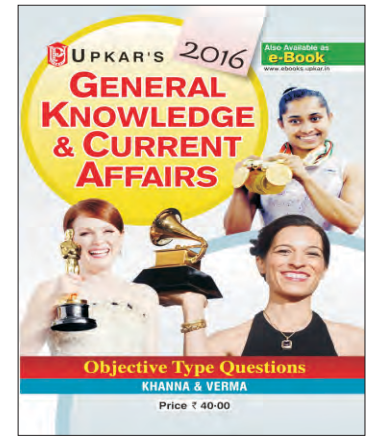 UPKAR'S
2016
Also Available as
e-Book
www.ebooks.upkar.in
GENERAL
KNOWLEDGE
& CURRENT
AFFAIRS
Objective Type Questions
KHANNA & VERMA
Price ₹ 40·00